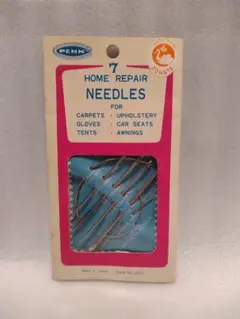 PENN
7
HOME REPAIR
NEEDLES
FOR
CARPETS · UPHOLSTERY
GLOVES · CAR SEATS
TENTS · AWNINGS